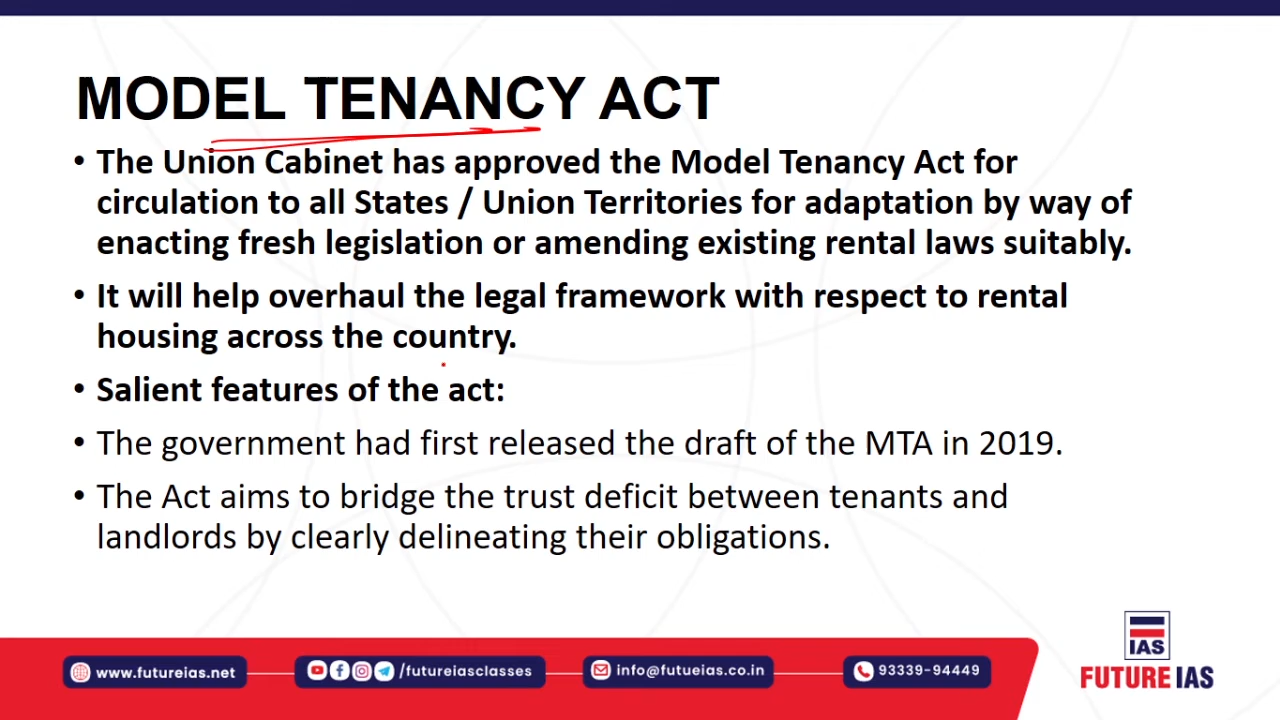 MODEL TENANCY ACT
• The Union Cabinet has approved the Model Tenancy Act for
circulation to all States / Union Territories for adaptation by way of
enacting fresh legislation or amending existing rental laws suitably.
• It will help overhaul the legal framework with respect to rental
housing across the country.
• Salient features of the act:
• The government had first released the draft of the MTA in 2019.
• The Act aims to bridge the trust deficit between tenants and
landlords by clearly delineating their obligations.
IAS
FUTURE IAS
www.futureias.net
/futureiasclasses
info@futueias.co.in
93339-94449